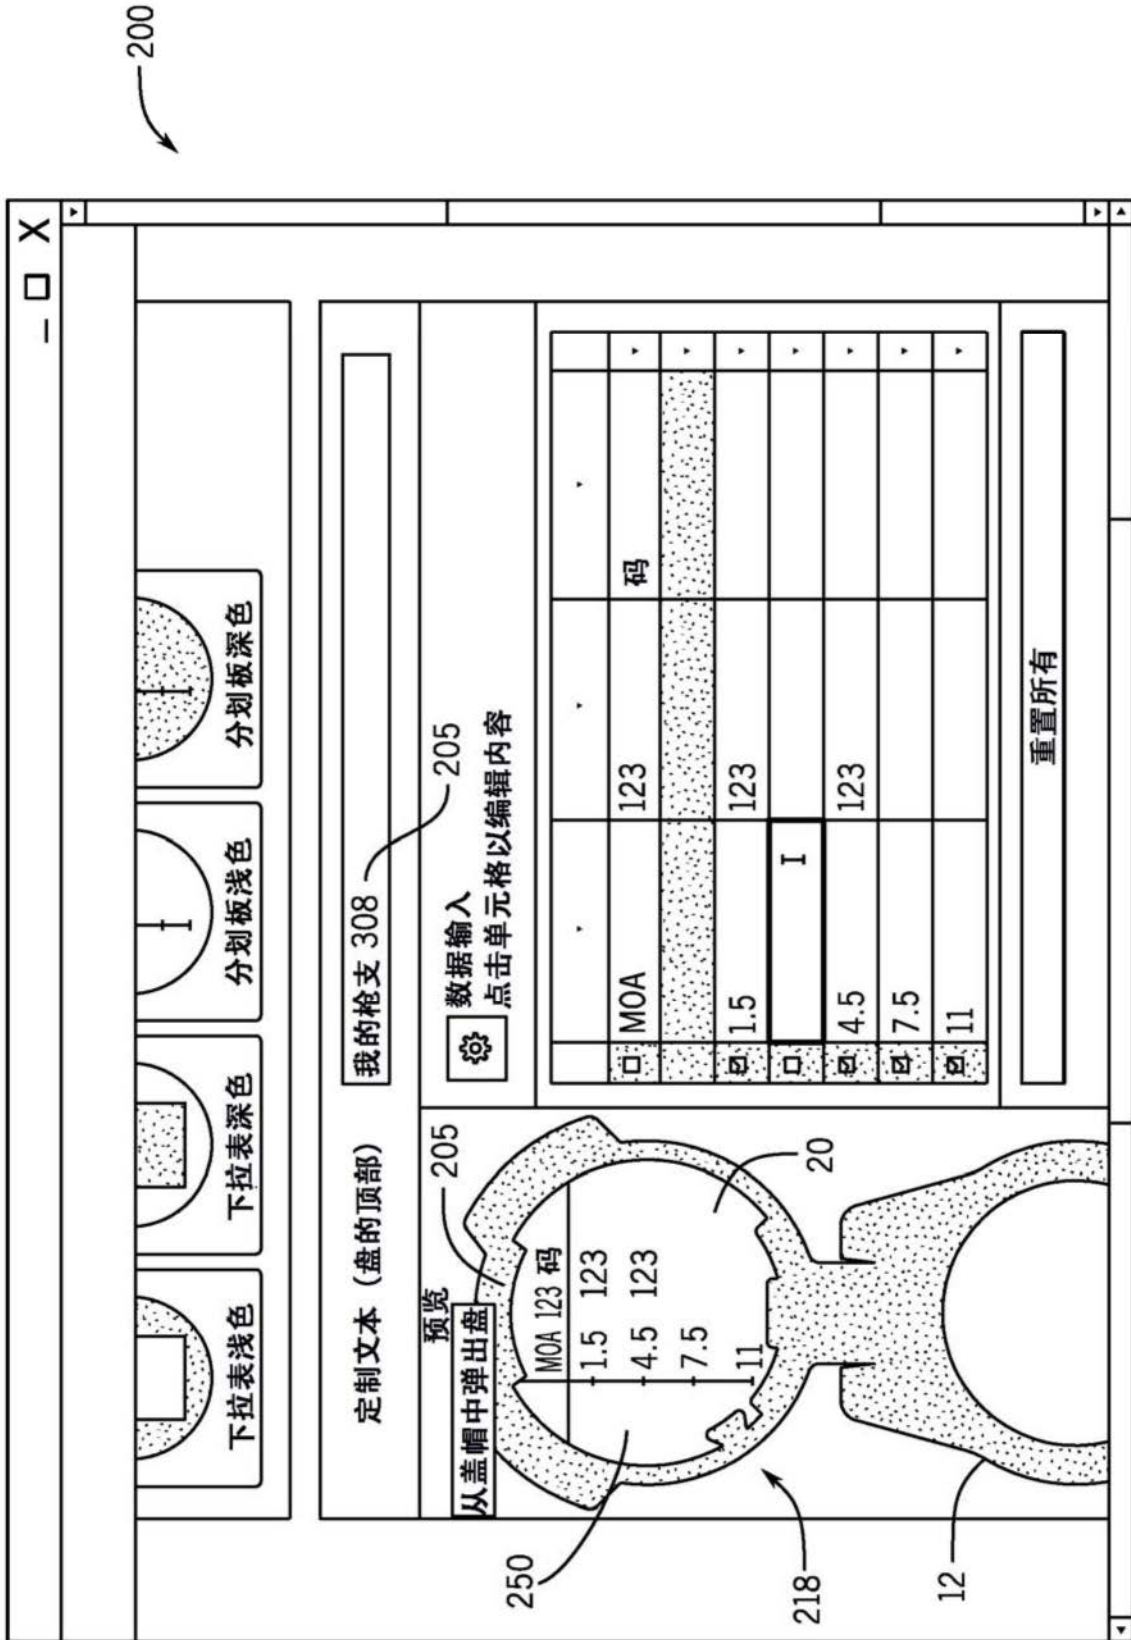 200
X
下拉表浅色
下拉表深色
分划板浅色
分划板深色
定制文本（盘的顶部）
我的枪支 308
205
预览
从盖帽中弹出盘
205
数据输入
点击单元格以编辑内容
MOA 123 码
1.5 123
4.5 123
7.5
11
250
20
218
12
MOA 123 码
1.5 123
4.5 123
7.5
11
重置所有